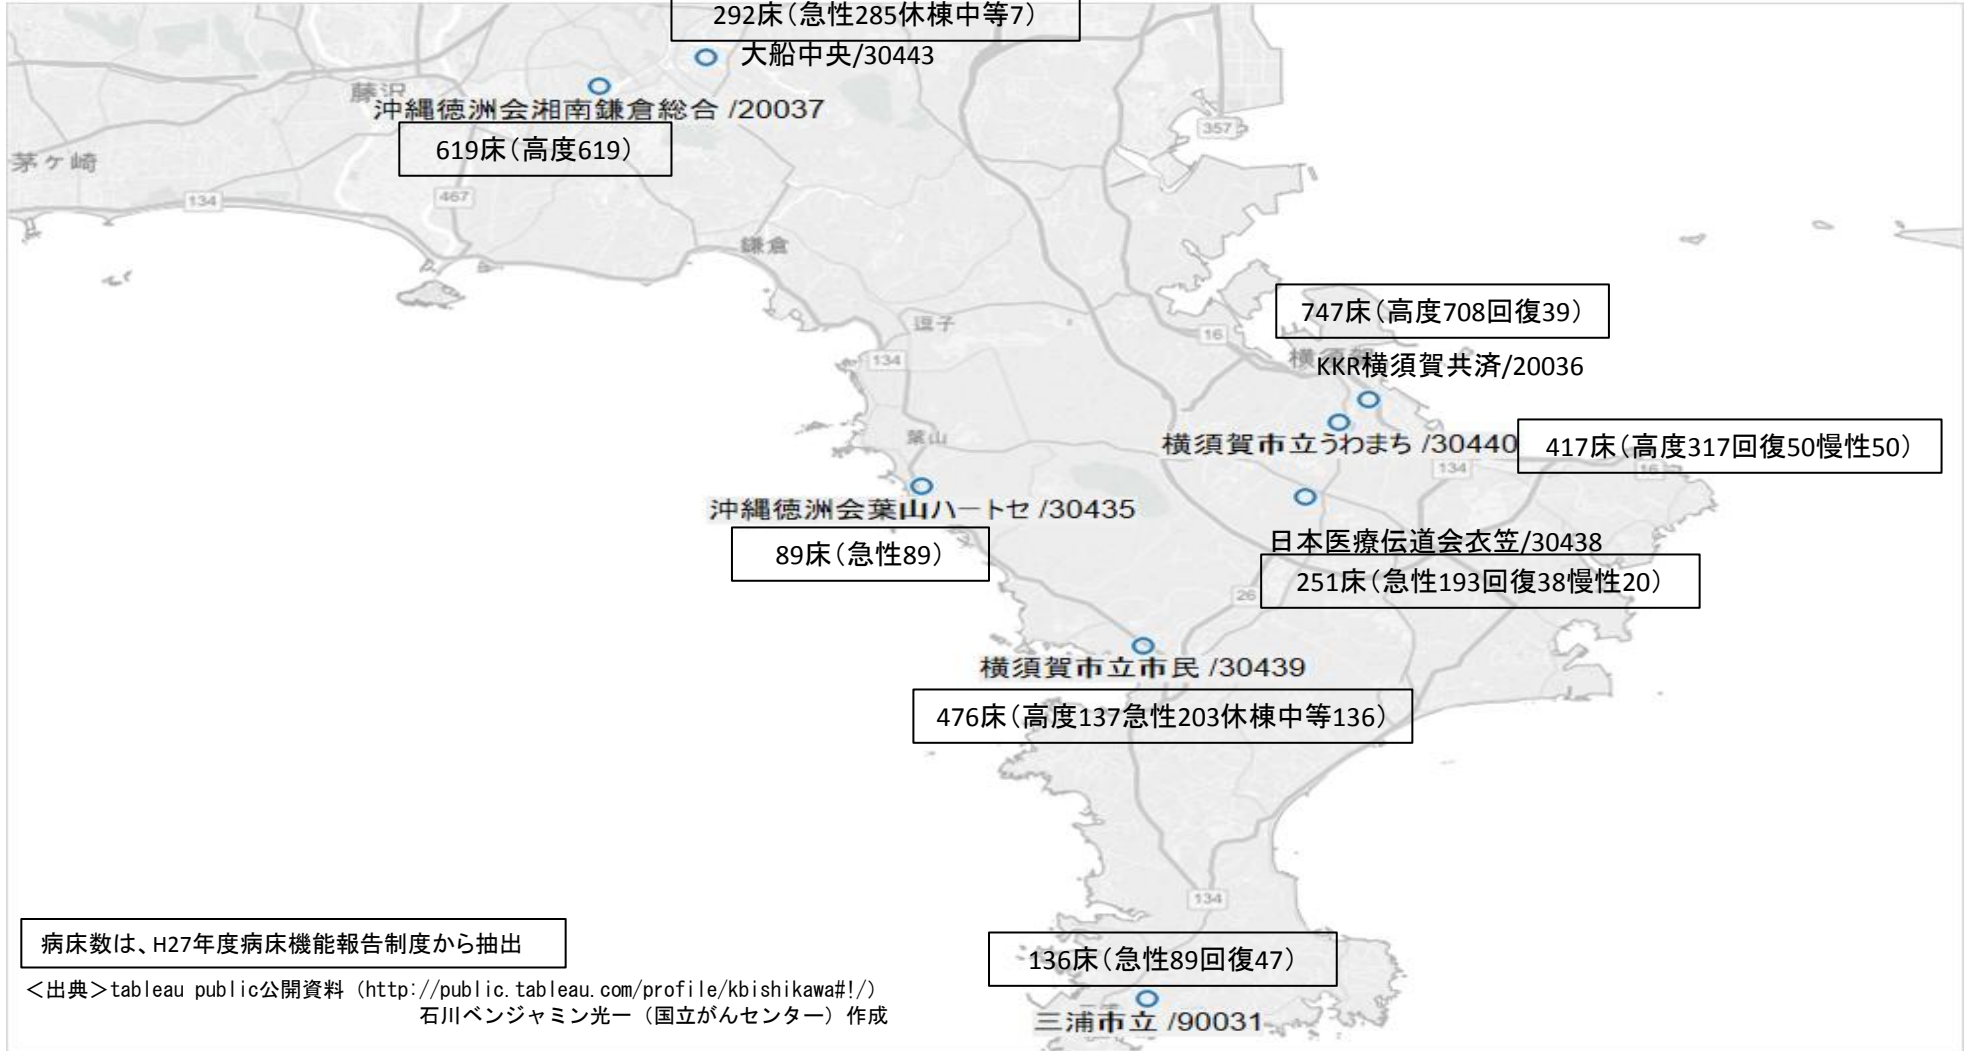 292床（急性285休棟中等7）
大船中央/30443
藤沢
沖縄徳洲会湘南鎌倉総合 /20037
619床（高度619）
茅ヶ崎
357
134
467
鎌倉
747床（高度708回復39）
逗子
16
134
横須賀
KKR横須賀共済/20036
葉山
横須賀市立うわまち /30440
417床（高度317回復50慢性50）
134
16
沖縄徳洲会葉山ハートセ /30435
89床（急性89）
日本医療伝道会衣笠/30438
251床（急性193回復38慢性20）
26
横須賀市立市民 /30439
476床（高度137急性203休棟中等136）
134
病床数は、H27年度病床機能報告制度から抽出
136床（急性89回復47）
＜出典＞tableau public公開資料（http://public.tableau.com/profile/kbishikawa#!/）
石川ベンジャミン光一（国立がんセンター）作成
三浦市立 /90031